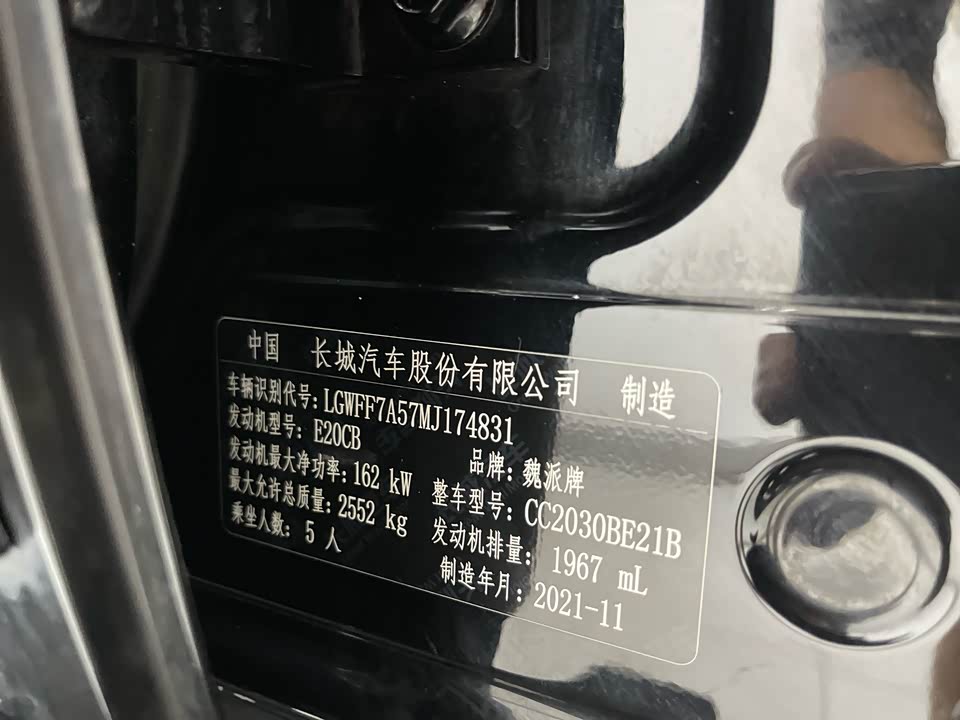 中国 长城汽车股份有限公司 制造
车辆识别代号: LGWFF7A57MJ174831
发动机型号: E20CB 品牌: 魏派牌
发动机最大净功率: 162 kW 整车型号: CC2030BE21B
最大允许总质量: 2552 kg 发动机排量: 1967 mL
乘坐人数: 5 人 制造年月: 2021-11